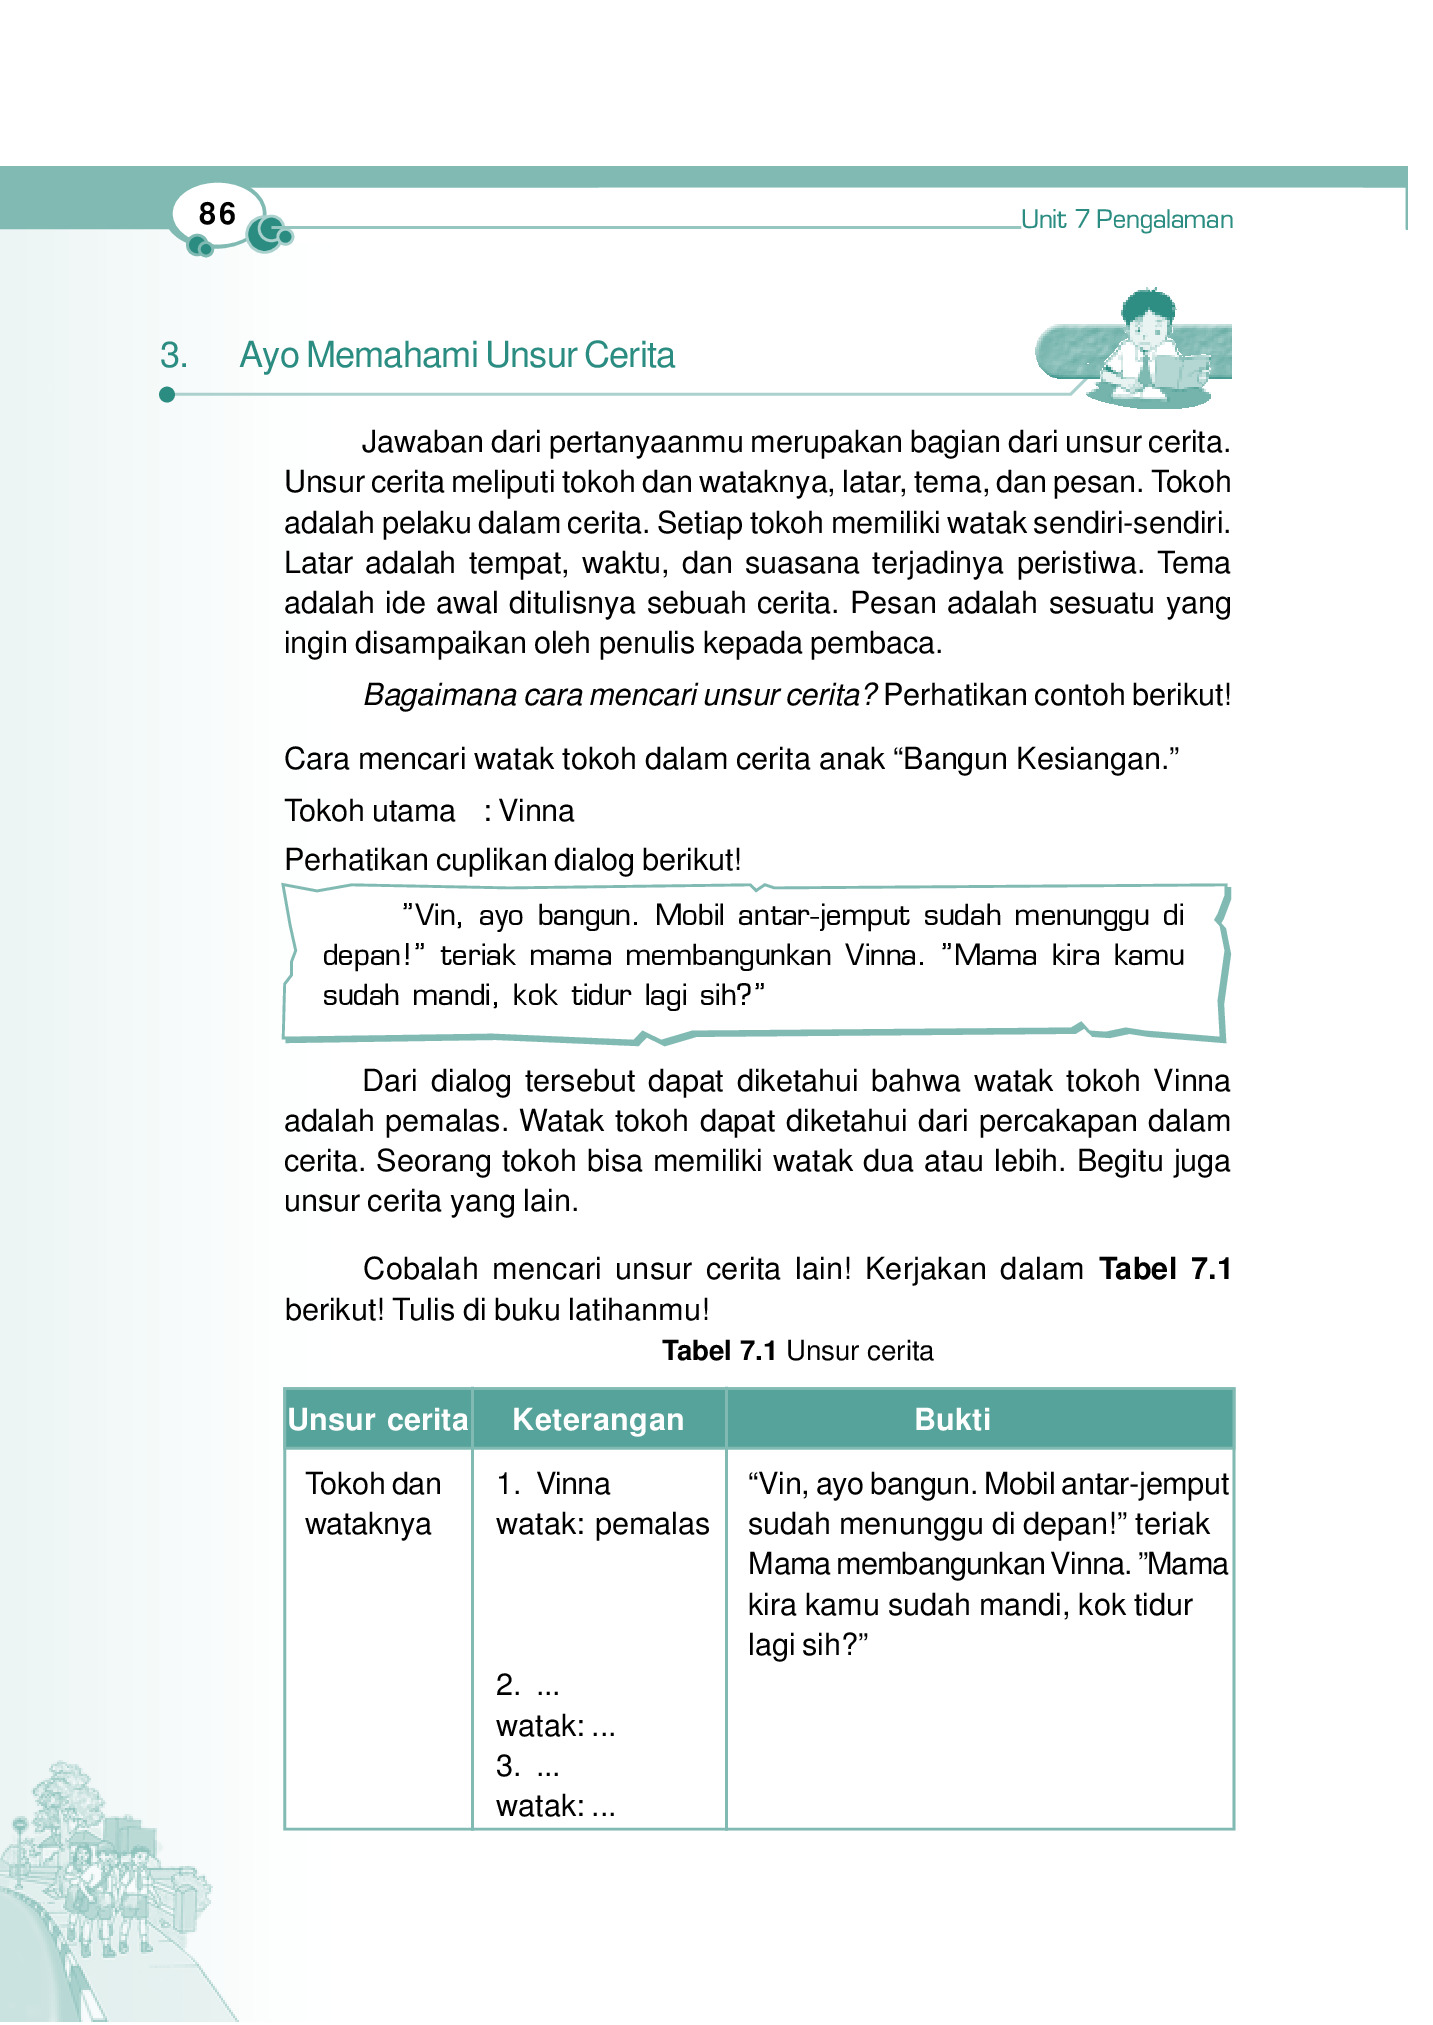 86
Unit 7 Pengalaman
3. Ayo Memahami Unsur Cerita
Jawaban dari pertanyaanmu merupakan bagian dari unsur cerita.
Unsur cerita meliputi tokoh dan wataknya, latar, tema, dan pesan. Tokoh
adalah pelaku dalam cerita. Setiap tokoh memiliki watak sendiri-sendiri.
Latar adalah tempat, waktu, dan suasana terjadinya peristiwa. Tema
adalah ide awal ditulisnya sebuah cerita. Pesan adalah sesuatu yang
ingin disampaikan oleh penulis kepada pembaca.
Bagaimana cara mencari unsur cerita? Perhatikan contoh berikut!
Cara mencari watak tokoh dalam cerita anak “Bangun Kesiangan.”
Tokoh utama : Vinna
Perhatikan cuplikan dialog berikut!
”Vin, ayo bangun. Mobil antar-jemput sudah menunggu di
depan!” teriak mama membangunkan Vinna. ”Mama kira kamu
sudah mandi, kok tidur lagi sih?”
Dari dialog tersebut dapat diketahui bahwa watak tokoh Vinna
adalah pemalas. Watak tokoh dapat diketahui dari percakapan dalam
cerita. Seorang tokoh bisa memiliki watak dua atau lebih. Begitu juga
unsur cerita yang lain.
Cobalah mencari unsur cerita lain! Kerjakan dalam Tabel 7.1
berikut! Tulis di buku latihanmu!
Tabel 7.1 Unsur cerita
Unsur cerita Keterangan Bukti
Tokoh dan 1. Vinna “Vin, ayo bangun. Mobil antar-jemput
wataknya watak: pemalas sudah menunggu di depan!” teriak
Mama membangunkan Vinna. ”Mama
kira kamu sudah mandi, kok tidur
lagi sih?”
2. ...
watak: ...
3. ...
watak: ...